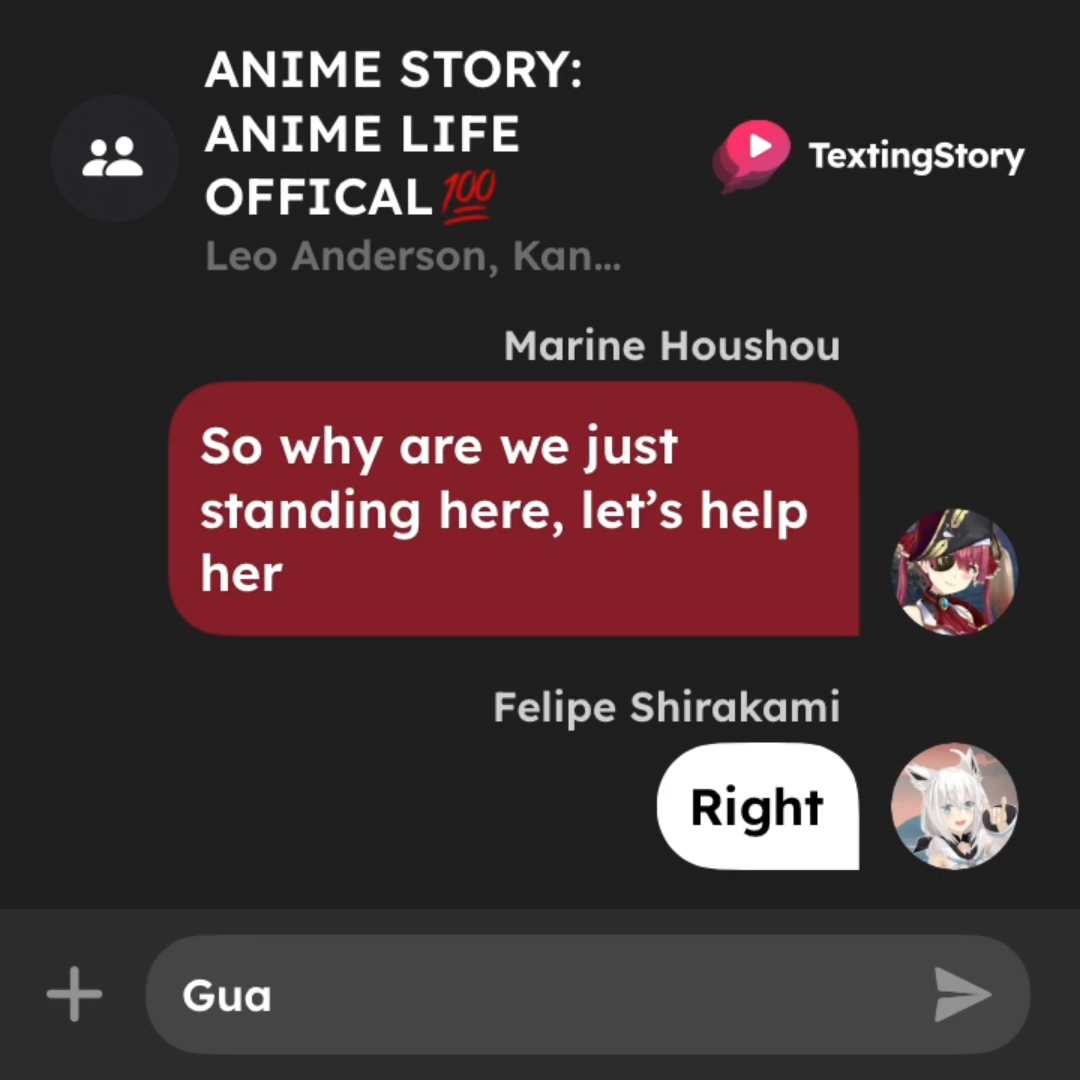 ANIME STORY:
ANIME LIFE
OFFICAL💯
TextingStory
Leo Anderson, Kan...
Marine Houshou
So why are we just
standing here, let’s help
her
Felipe Shirakami
Right
Gua